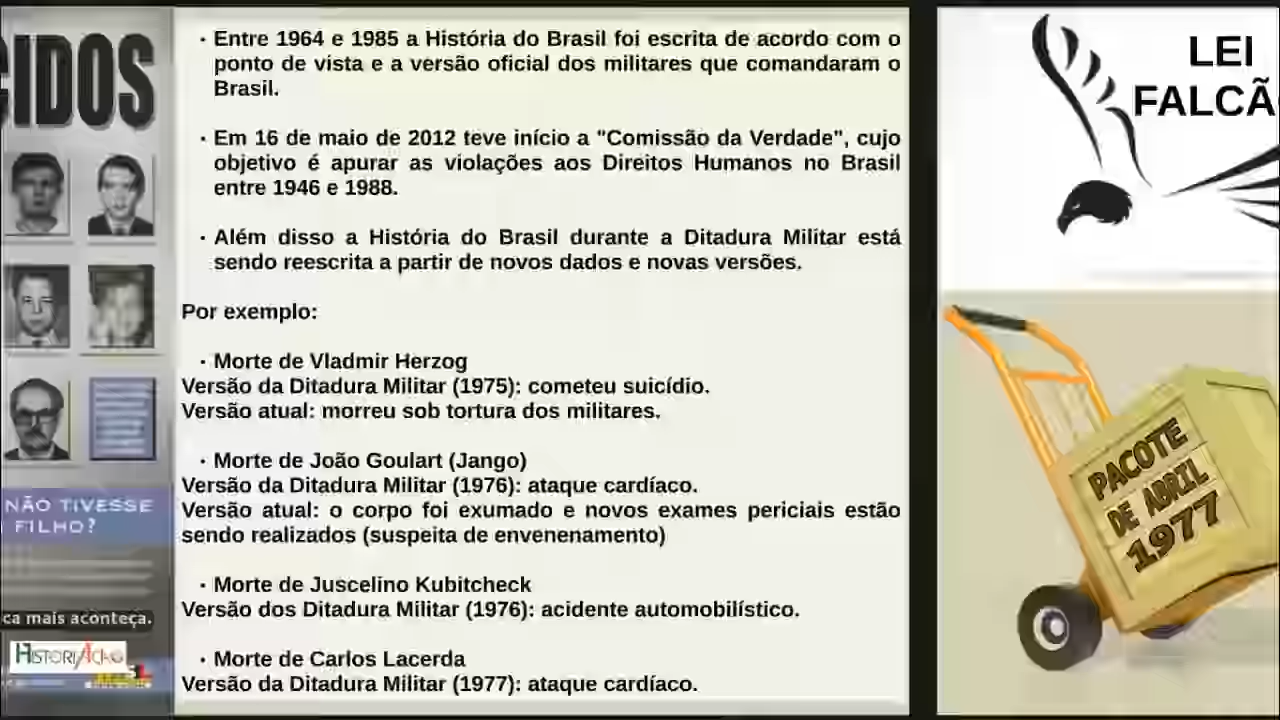 CIDOS
NÃO TIVESSE
FILHO?
ca mais aconteça.
· Entre 1964 e 1985 a História do Brasil foi escrita de acordo com o
ponto de vista e a versão oficial dos militares que comandaram o
Brasil.
· Em 16 de maio de 2012 teve início a "Comissão da Verdade", cujo
objetivo é apurar as violações aos Direitos Humanos no Brasil
entre 1946 e 1988.
· Além disso a História do Brasil durante a Ditadura Militar está
sendo reescrita a partir de novos dados e novas versões.
Por exemplo:
· Morte de Vladmir Herzog
Versão da Ditadura Militar (1975): cometeu suicídio.
Versão atual: morreu sob tortura dos militares.
· Morte de João Goulart (Jango)
Versão da Ditadura Militar (1976): ataque cardíaco.
Versão atual: o corpo foi exumado e novos exames periciais estão
sendo realizados (suspeita de envenenamento)
· Morte de Juscelino Kubitcheck
Versão dos Ditadura Militar (1976): acidente automobilístico.
· Morte de Carlos Lacerda
Versão da Ditadura Militar (1977): ataque cardíaco.
LEI
FALCÃ
PACOTE
DE ABRIL
1977